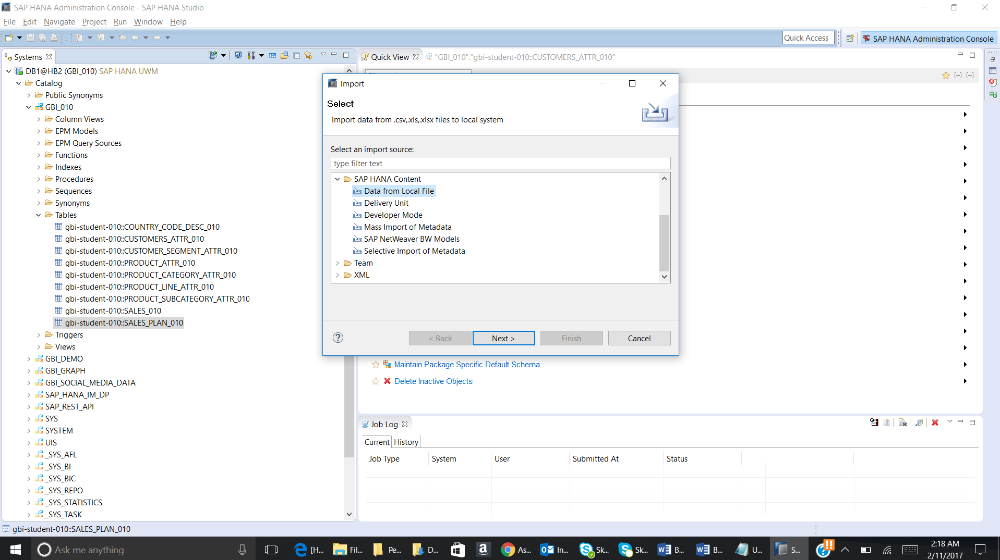 SAP HANA Administration Console - SAP HANA Studio
File Edit Navigate Project Run Window Help
Quick Access
SAP HANA Administration Console
Systems
DB1@HB2 (GBI_010) SAP HANA UWM
Catalog
Public Synonyms
GBI_010
Column Views
EPM Models
EPM Query Sources
Functions
Indexes
Procedures
Sequences
Synonyms
Tables
gbi-student-010::COUNTRY_CODE_DESC_010
gbi-student-010::CUSTOMERS_ATTR_010
gbi-student-010::CUSTOMER_SEGMENT_ATTR_010
gbi-student-010::PRODUCT_ATTR_010
gbi-student-010::PRODUCT_CATEGORY_ATTR_010
gbi-student-010::PRODUCT_LINE_ATTR_010
gbi-student-010::PRODUCT_SUBCATEGORY_ATTR_010
gbi-student-010::SALES_010
gbi-student-010::SALES_PLAN_010
Triggers
Views
GBI_DEMO
GBI_GRAPH
GBI_SOCIAL_MEDIA_DATA
SAP_HANA_IM_DP
SAP_REST_API
SYS
SYSTEM
UIS
_SYS_AFL
_SYS_BI
_SYS_BIC
_SYS_REPO
_SYS_STATISTICS
_SYS_TASK
Quick View
"GBI_010"."gbi-student-010::CUSTOMERS_ATTR_010"
Import
Select
Import data from .csv,.xls,.xlsx files to local system
Select an import source:
type filter text
SAP HANA Content
Data from Local File
Delivery Unit
Developer Mode
Mass Import of Metadata
SAP NetWeaver BW Models
Selective Import of Metadata
Team
XML
< Back Next > Finish Cancel
Maintain Package Specific Default Schema
Delete Inactive Objects
Job Log
Current History
Job Type System User Submitted At Status
gbi-student-010::SALES_PLAN_010
Ask me anything
[H... Fil... Pe... D... As... In... Sk... Sk... B... B... U... S...
2:18 AM
2/11/2017